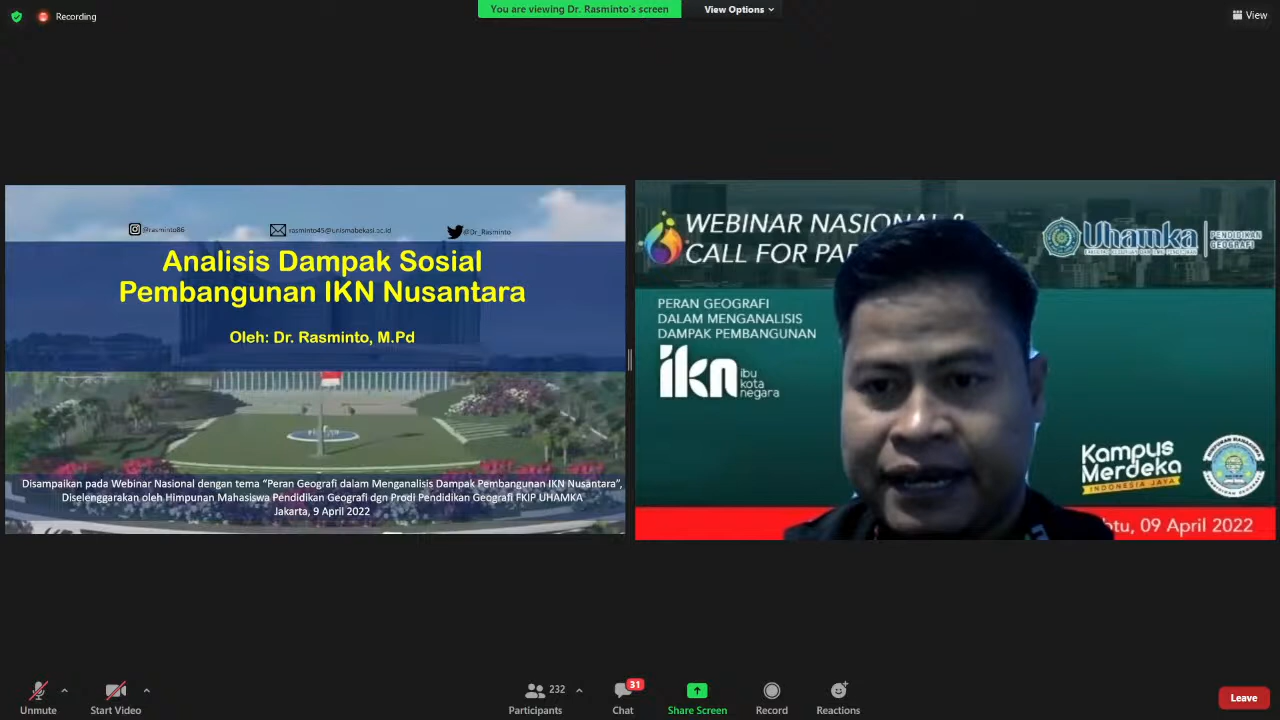 Recording
You are viewing Dr. Rasminto's screen
View Options
View
@rasminto86
rasminto45@unismabekasi.ac.id
@Dr_Rasminto
Analisis Dampak Sosial
Pembangunan IKN Nusantara
Oleh: Dr. Rasminto, M.Pd
Disampaikan pada Webinar Nasional dengan tema “Peran Geografi dalam Menganalisis Dampak Pembangunan IKN Nusantara”,
Diselenggarakan oleh Himpunan Mahasiswa Pendidikan Geografi dgn Prodi Pendidikan Geografi FKIP UHAMKA
Jakarta, 9 April 2022
WEBINAR NASIONAL &
CALL FOR PAP
Uhamka
PENDIDIKAN
GEOGRAFI
PERAN GEOGRAFI
DALAM MENGANALISIS
DAMPAK PEMBANGUNAN
ikn
ibu
kota
negara
Kampus
Merdeka
INDONESIA JAYA
btu, 09 April 2022
Unmute
Start Video
232
Participants
31
Chat
Share Screen
Record
Reactions
Leave